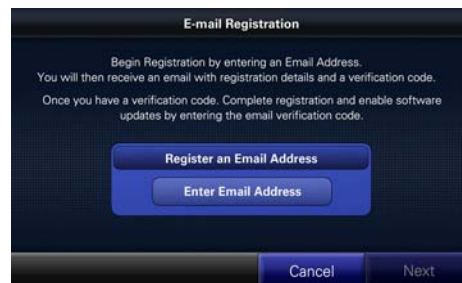 E-mail Registration
Begin Registration by entering an Email Address.
You will then receive an email with registration details and a verification code.
Once you have a verification code. Complete registration and enable software
updates by entering the email verification code.
Register an Email Address
Enter Email Address
Cancel
Next